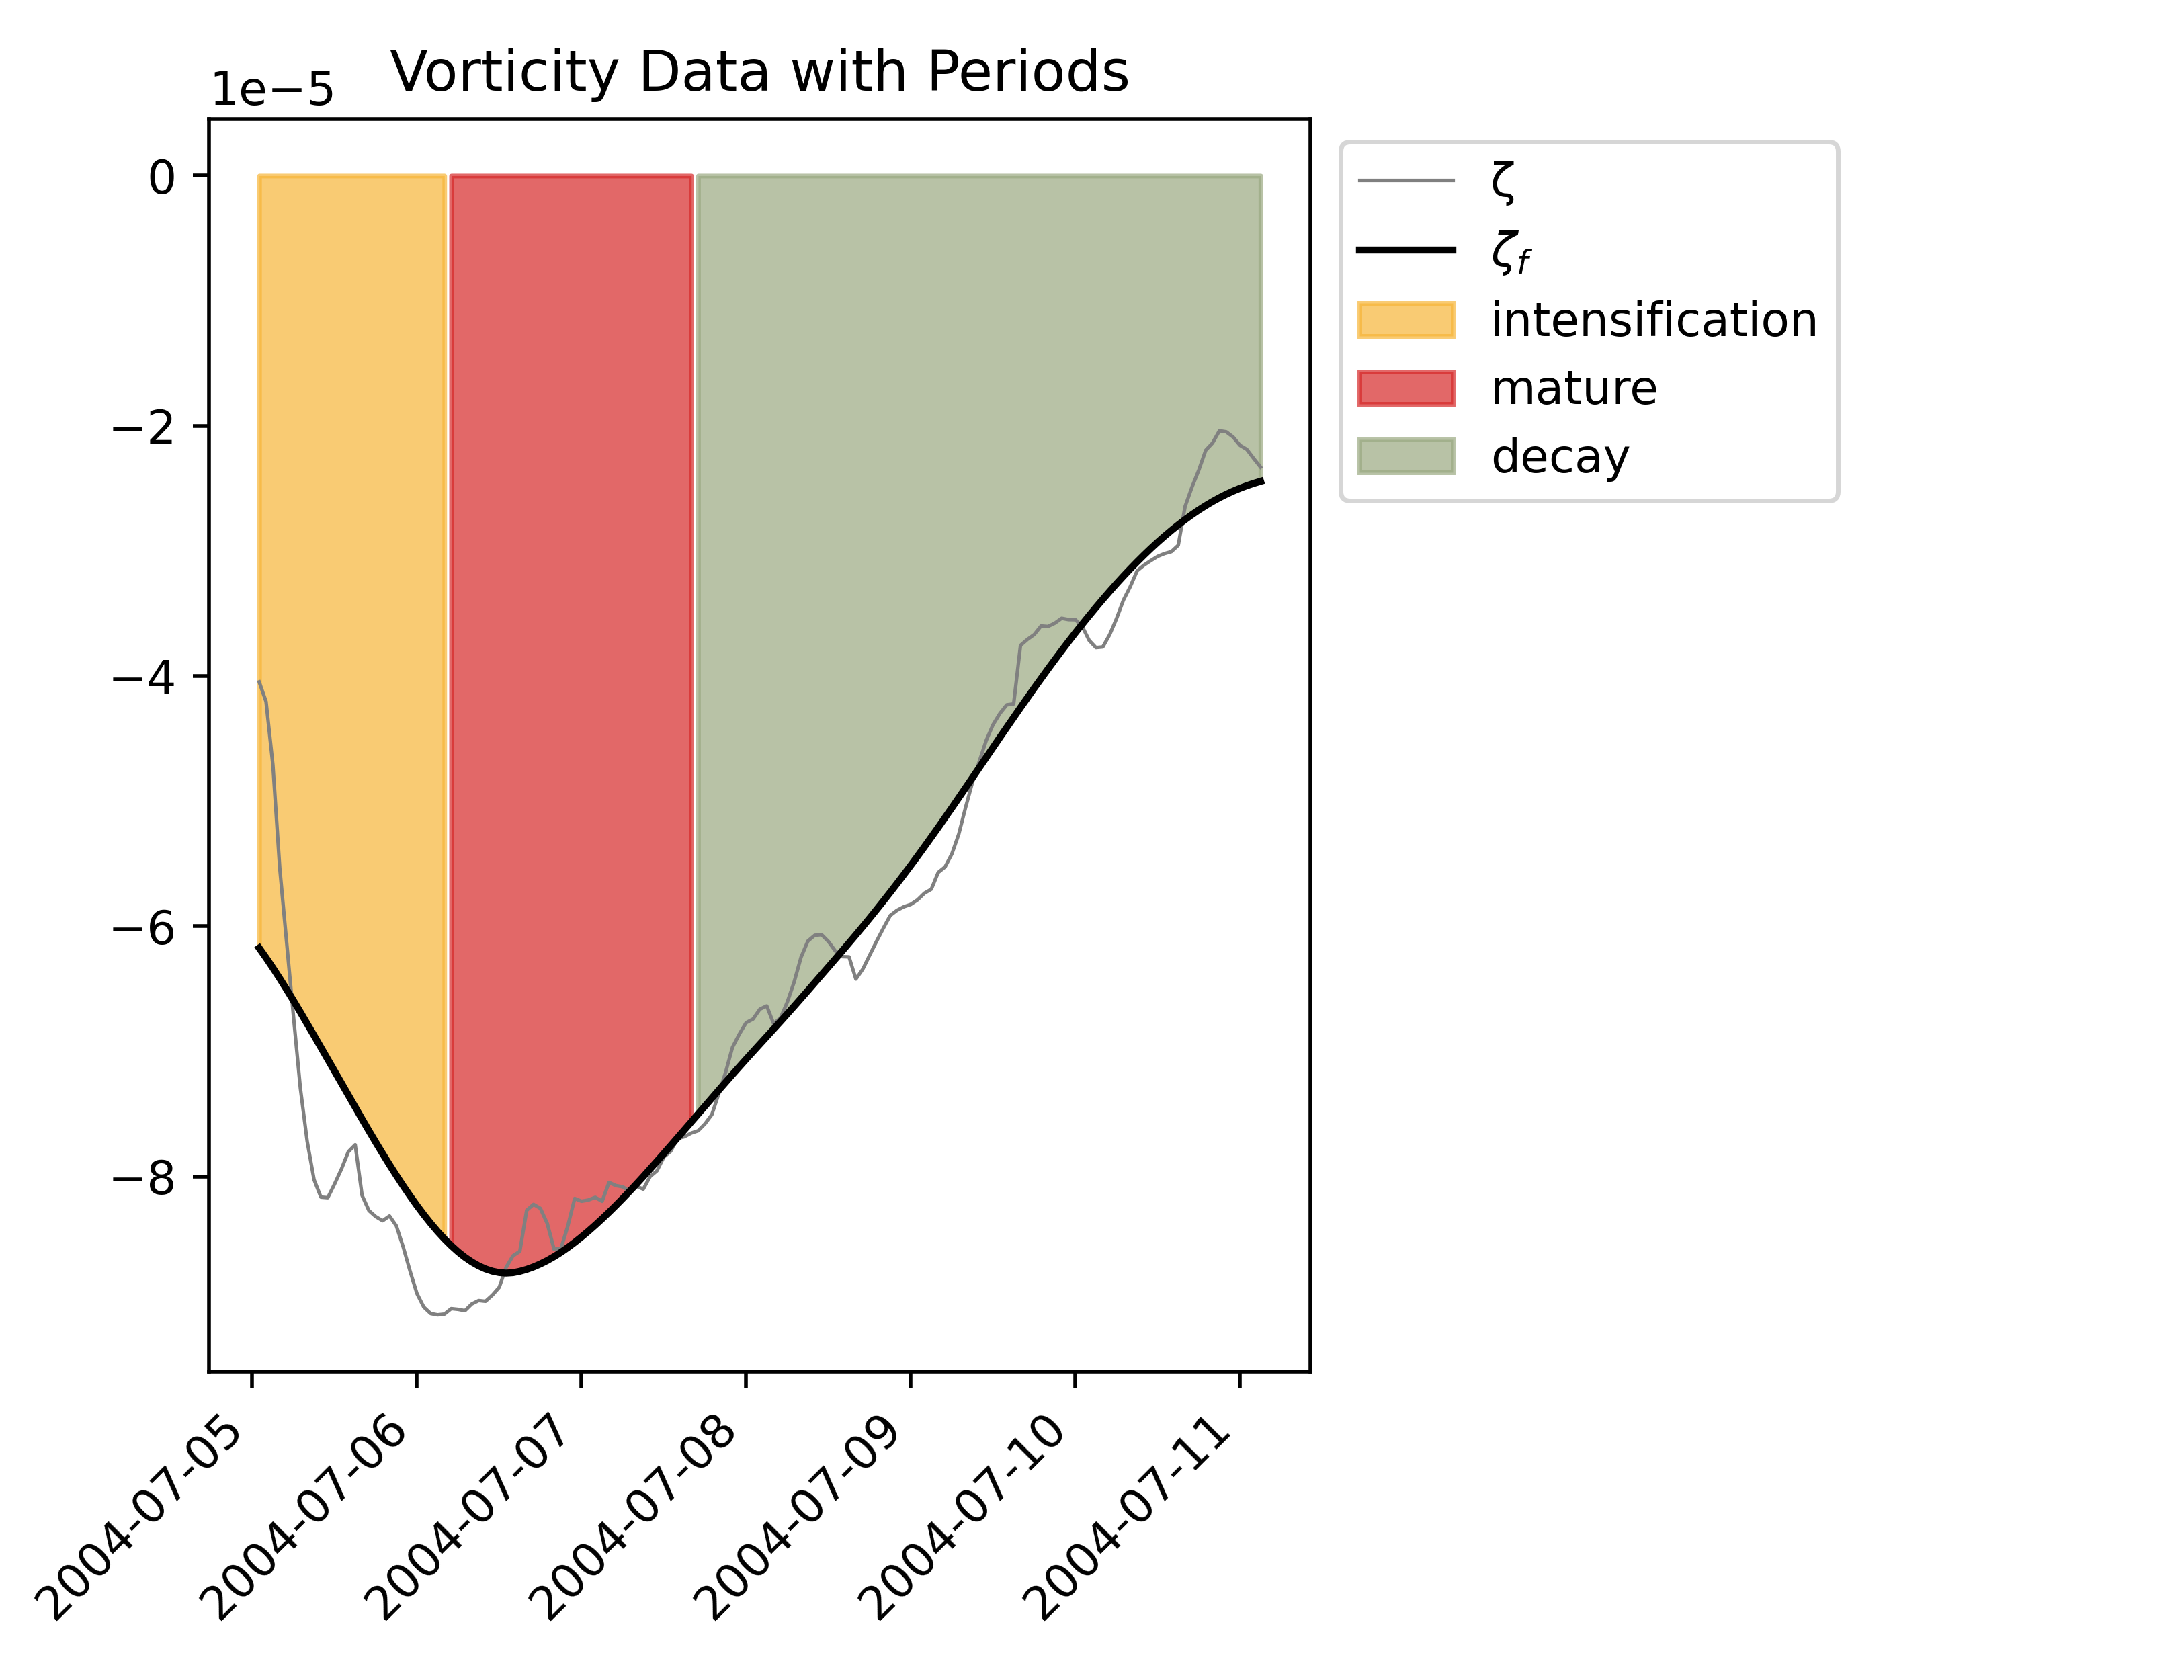 Vorticity Data with Periods
1e−5
0
−2
−4
−6
−8
2004-07-05
2004-07-06
2004-07-07
2004-07-08
2004-07-09
2004-07-10
2004-07-11
ζ
ζf
intensification
mature
decay